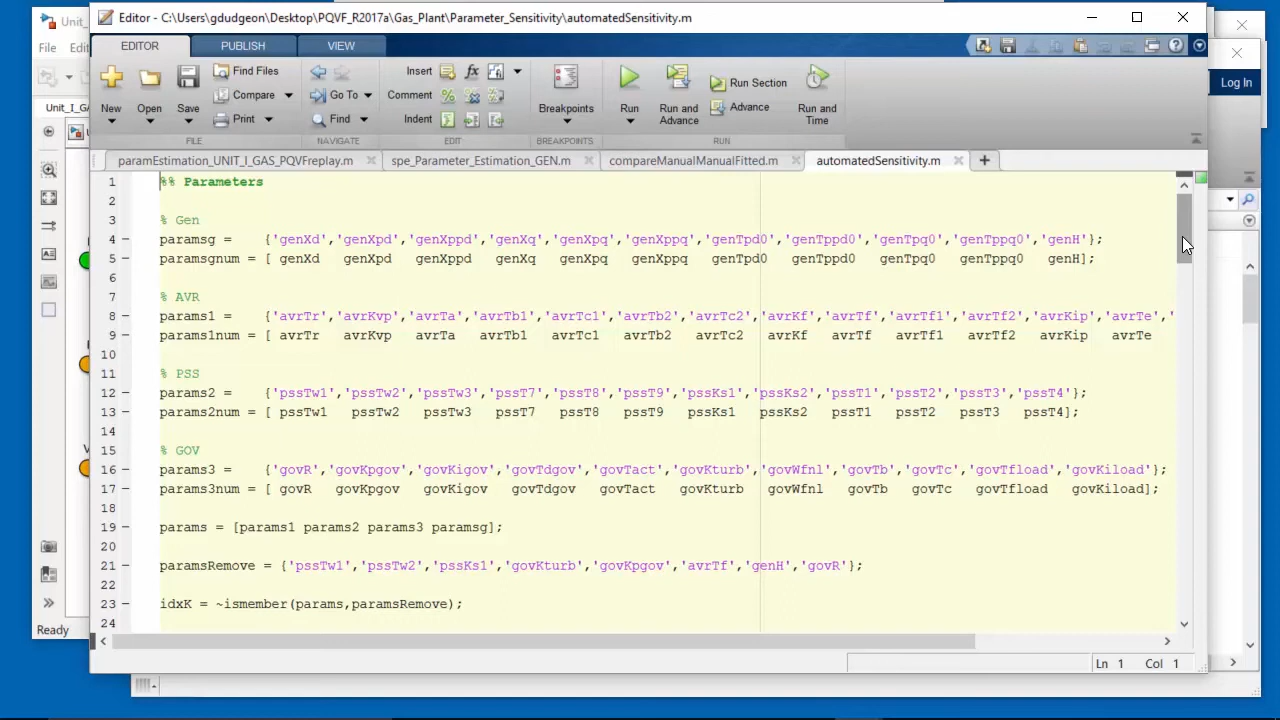 Unit_
Editor - C:\Users\gdudgeon\Desktop\PQVF_R2017a\Gas_Plant\Parameter_Sensitivity\automatedSensitivity.m
File Edi
EDITOR PUBLISH VIEW
Log In
Find Files
Compare
Print
Go To
Find
Insert
Comment
Indent
Run Section
Advance
New Open Save Breakpoints Run Run and Advance Run and Time
FILE NAVIGATE EDIT BREAKPOINTS RUN
Unit_I_GAS
paramEstimation_UNIT_I_GAS_PQVFreplay.m spe_Parameter_Estimation_GEN.m compareManualManualFitted.m automatedSensitivity.m
1 %% Parameters
2
3 % Gen
4 paramsg = {'genXd','genXpd','genXppd','genXq','genXpq','genXppq','genTpd0','genTppd0','genTpq0','genTppq0','genH'};
5 paramsgnum = [ genXd genXpd genXppd genXq genXpq genXppq genTpd0 genTppd0 genTpq0 genTppq0 genH];
6
7 % AVR
8 params1 = {'avrTr','avrKvp','avrTa','avrTb1','avrTc1','avrTb2','avrTc2','avrKf','avrTf','avrTf1','avrTf2','avrKip','avrTe','
9 params1num = [ avrTr avrKvp avrTa avrTb1 avrTc1 avrTb2 avrTc2 avrKf avrTf avrTf1 avrTf2 avrKip avrTe
10
11 % PSS
12 params2 = {'pssTw1','pssTw2','pssTw3','pssT7','pssT8','pssT9','pssKs1','pssKs2','pssT1','pssT2','pssT3','pssT4'};
13 params2num = [ pssTw1 pssTw2 pssTw3 pssT7 pssT8 pssT9 pssKs1 pssKs2 pssT1 pssT2 pssT3 pssT4];
14
15 % GOV
16 params3 = {'govR','govKpgov','govKigov','govTdgov','govTact','govKturb','govWfnl','govTb','govTc','govTfload','govKiload'};
17 params3num = [ govR govKpgov govKigov govTdgov govTact govKturb govWfnl govTb govTc govTfload govKiload];
18
19 params = [params1 params2 params3 paramsg];
20
21 paramsRemove = {'pssTw1','pssTw2','pssKs1','govKturb','govKpgov','avrTf','genH','govR'};
22
23 idxK = ~ismember(params,paramsRemove);
24
Ready
Ln 1 Col 1